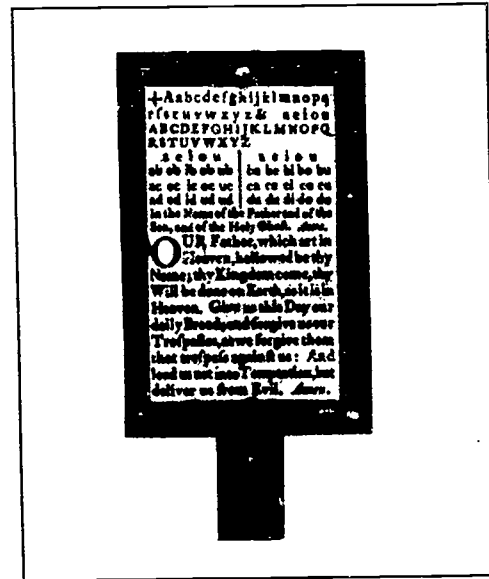 +Aabcdefghijklmnopq
rſstuvwxyz& aeiou
ABCDEFGHIJKLMNOPQ
RSTUVWXYZ
a e i o u a e i o u
ab eb ib ob ub ba be bi bo bu
ac ec ic oc uc ca ce ci co cu
ad ed id od ud da de di do du
In the Name of the Father and of the
Son, and of the Holy Ghoſt. Amen.
OUR Father, which art in
Heaven, hallowed be thy
Name; thy Kingdom come, thy
Will be done on Earth, as it is in
Heaven. Give us this Day our
daily Bread; and forgive us our
Treſpaſſes, as we forgive them
that treſpaſs againſt us: And
lead us not into Temptation, but
deliver us from Evil. Amen.